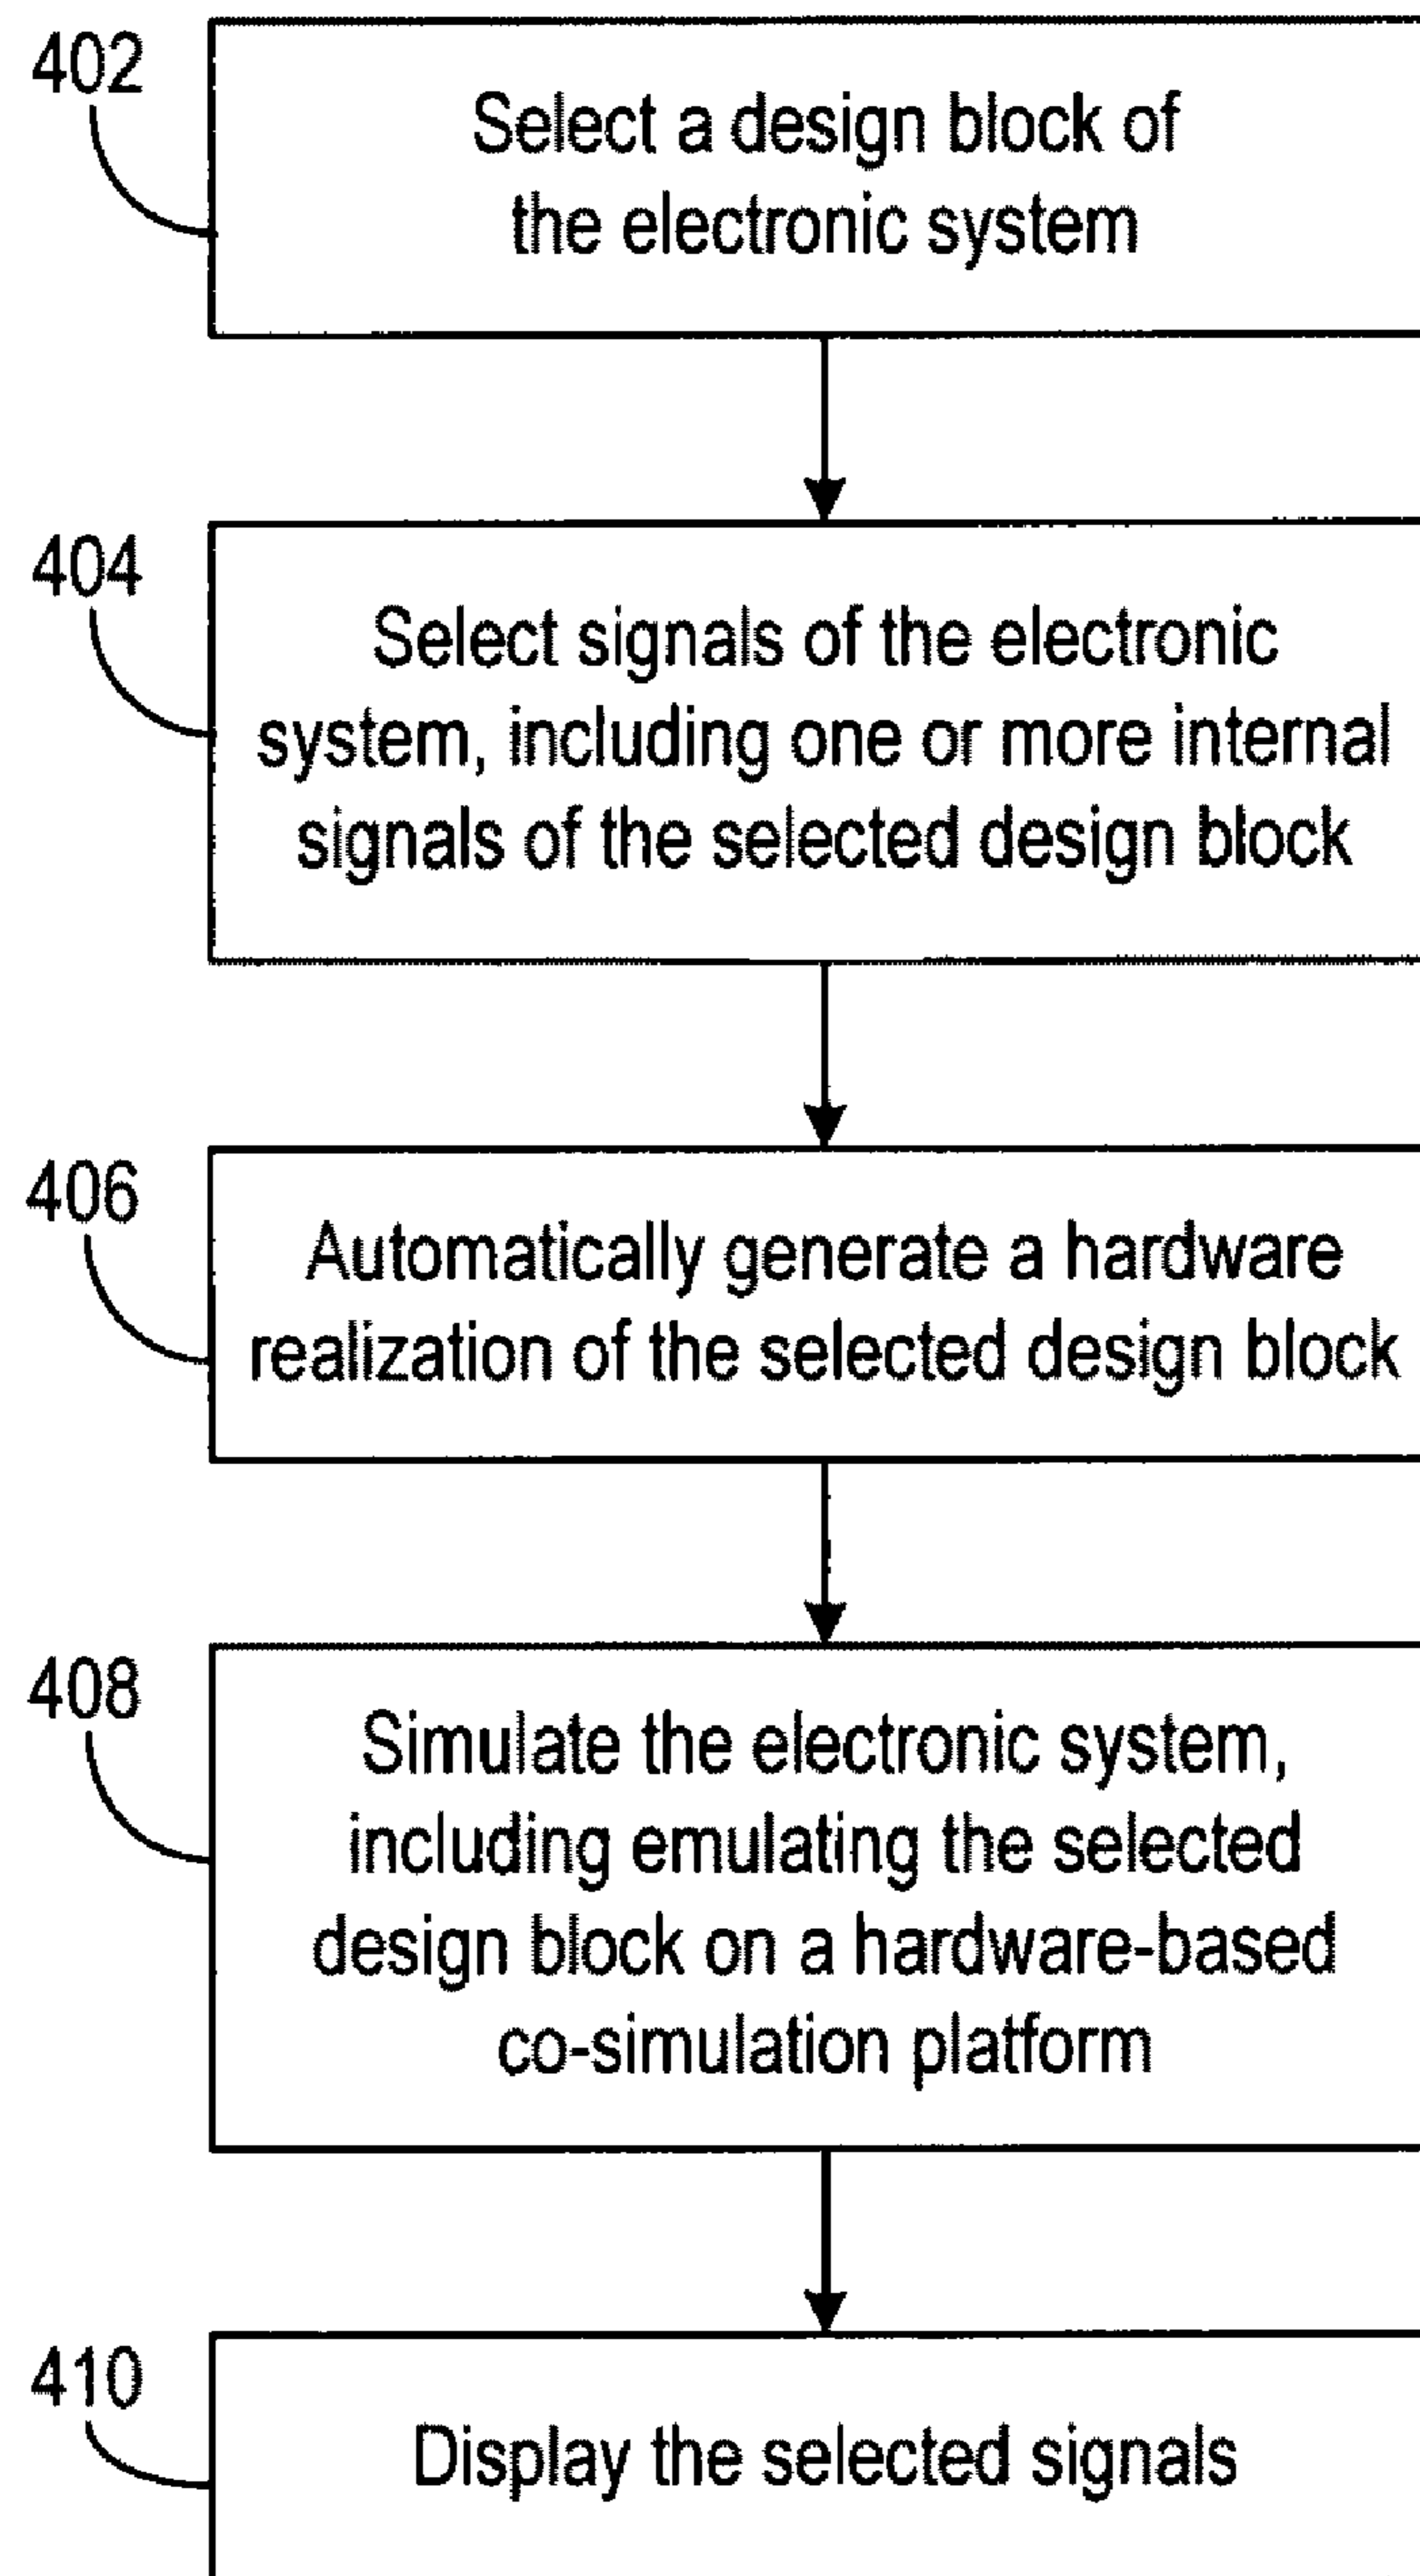 402
Select a design block of
the electronic system
404
Select signals of the electronic
system, including one or more internal
signals of the selected design block
406
Automatically generate a hardware
realization of the selected design block
408
Simulate the electronic system,
including emulating the selected
design block on a hardware-based
co-simulation platform
410
Display the selected signals